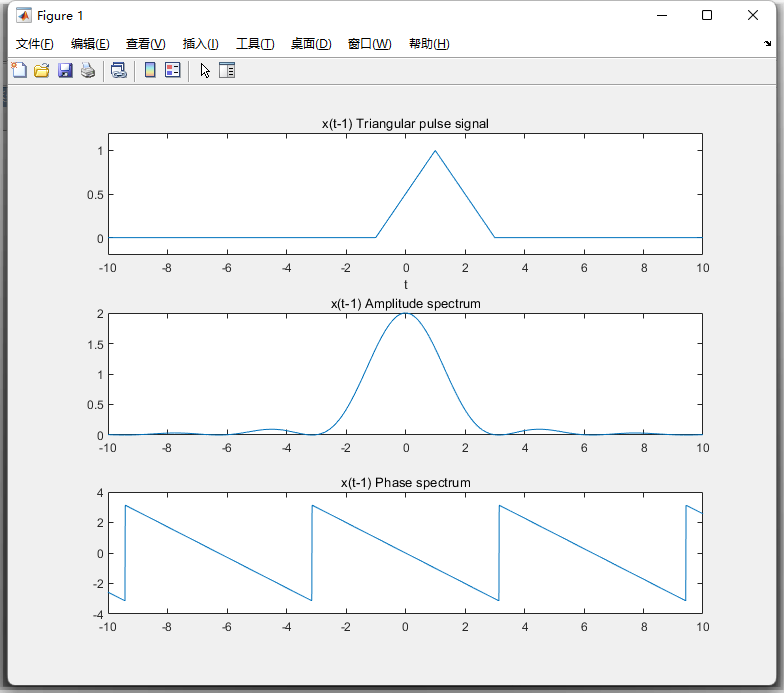 Figure 1
文件(F) 编辑(E) 查看(V) 插入(I) 工具(T) 桌面(D) 窗口(W) 帮助(H)
x(t-1) Triangular pulse signal
1
0.5
0
-10 -8 -6 -4 -2 0 2 4 6 8 10
t
x(t-1) Amplitude spectrum
2
1.5
1
0.5
0
-10 -8 -6 -4 -2 0 2 4 6 8 10
x(t-1) Phase spectrum
4
2
0
-2
-4
-10 -8 -6 -4 -2 0 2 4 6 8 10